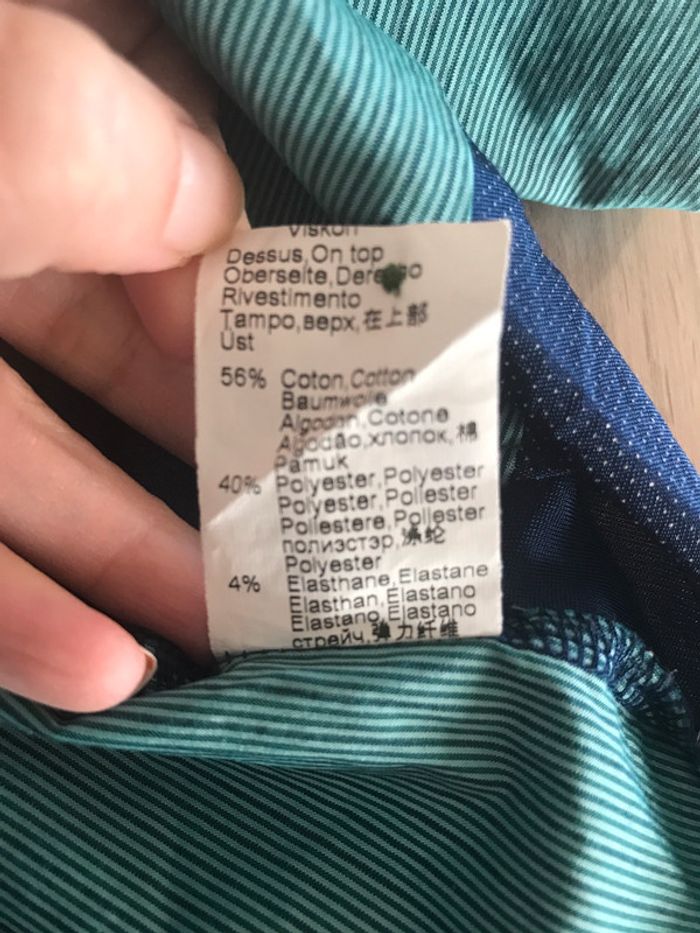 Viskon
Dessus,On top
Oberseite,
Rivestimento
Tampo,верх,在上部
Üst
56% Coton,Cotton
Baumwolle
Algodon,Cotone
Algodão,хлопок,棉
Pamuk
40% Polyester,Polyester
Polyester,Poliester
Poliestere,Poliester
полиэстэр,涤纶
Polyester
4% Elasthane,Elastane
Elasthan,Elastano
Elastano,Elastano
стрейч,弹力纤维